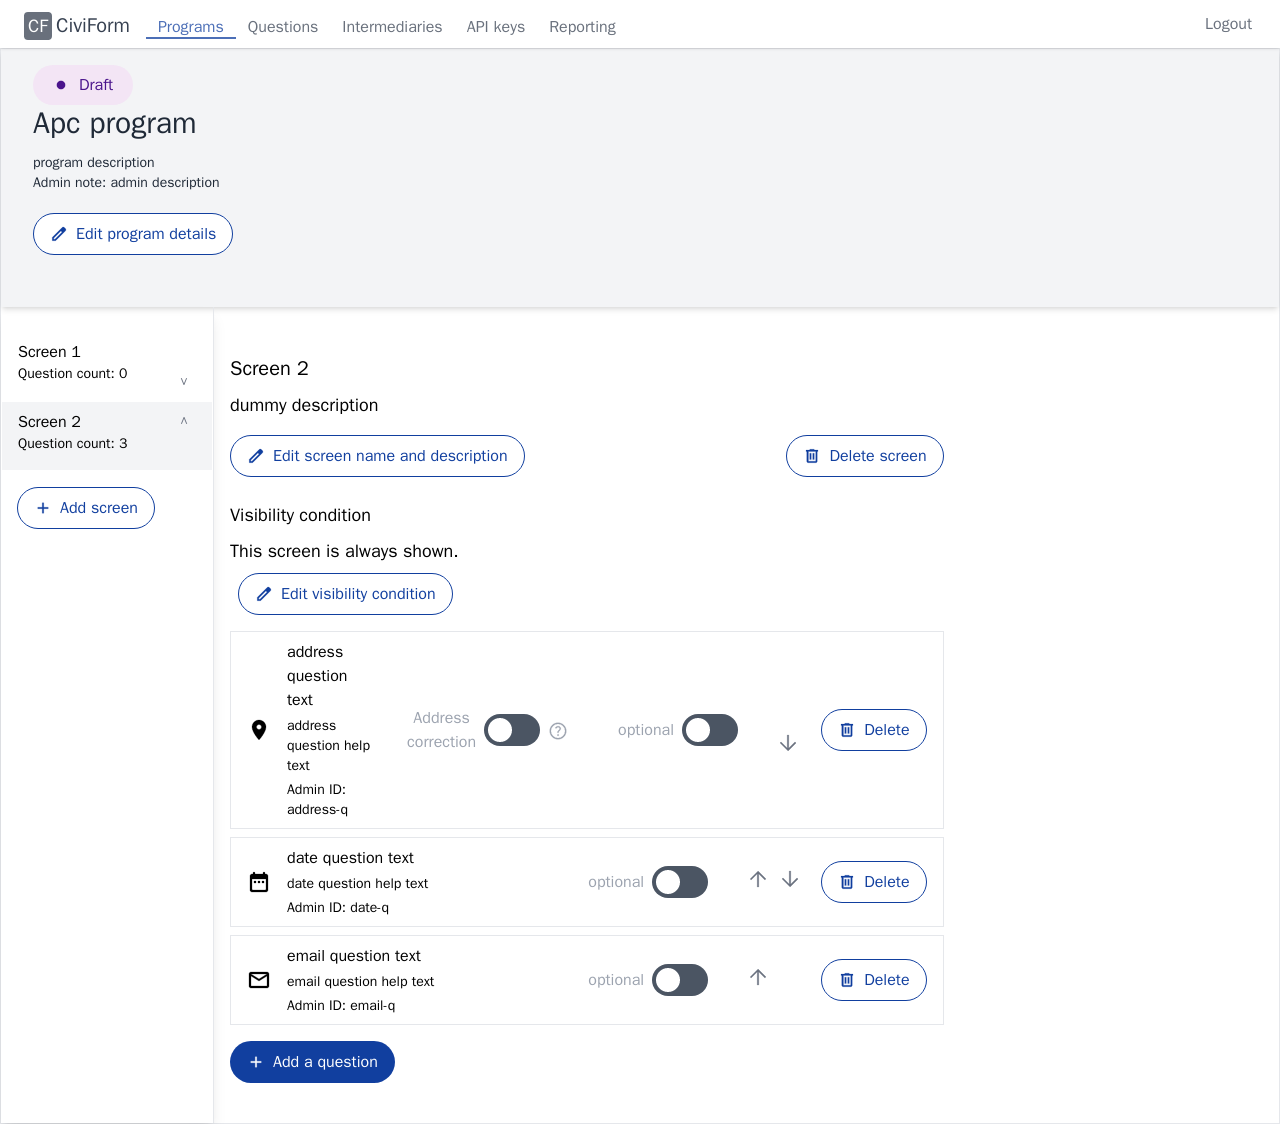 CF CiviForm Programs Questions Intermediaries API keys Reporting Logout
Draft
Apc program
program description
Admin note: admin description
Edit program details
Screen 1
Question count: 0
Screen 2
Question count: 3
Add screen
Screen 2
dummy description
Edit screen name and description Delete screen
Visibility condition
This screen is always shown.
Edit visibility condition
address
question
text
address
question help
text
Admin ID:
address-q
Address
correction
optional
Delete
date question text
date question help text
Admin ID: date-q
optional
Delete
email question text
email question help text
Admin ID: email-q
optional
Delete
Add a question